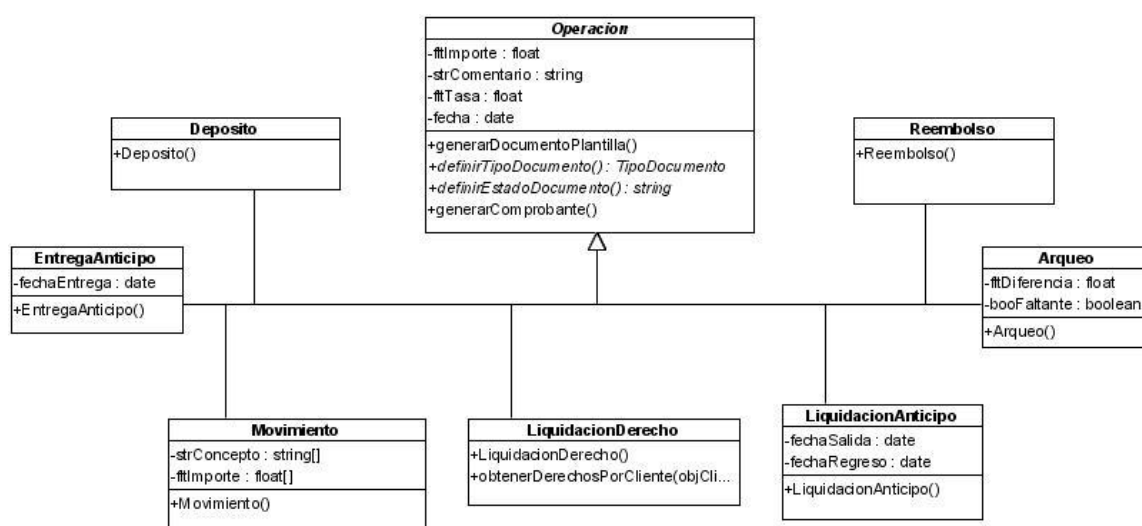 Operacion
-fltImporte : float
-strComentario : string
-fltTasa : float
-fecha : date
+generarDocumentoPlantilla()
+definirTipoDocumento() : TipoDocumento
+definirEstadoDocumento() : string
+generarComprobante()
Deposito
+Deposito()
Reembolso
+Reembolso()
EntregaAnticipo
-fechaEntrega : date
+EntregaAnticipo()
Arqueo
-fltDiferencia : float
-booFaltante : boolean
+Arqueo()
Movimiento
-strConcepto : string[]
-fltImporte : float[]
+Movimiento()
LiquidacionDerecho
+LiquidacionDerecho()
+obtenerDerechosPorCliente(objCli...
LiquidacionAnticipo
-fechaSalida : date
-fechaRegreso : date
+LiquidacionAnticipo()